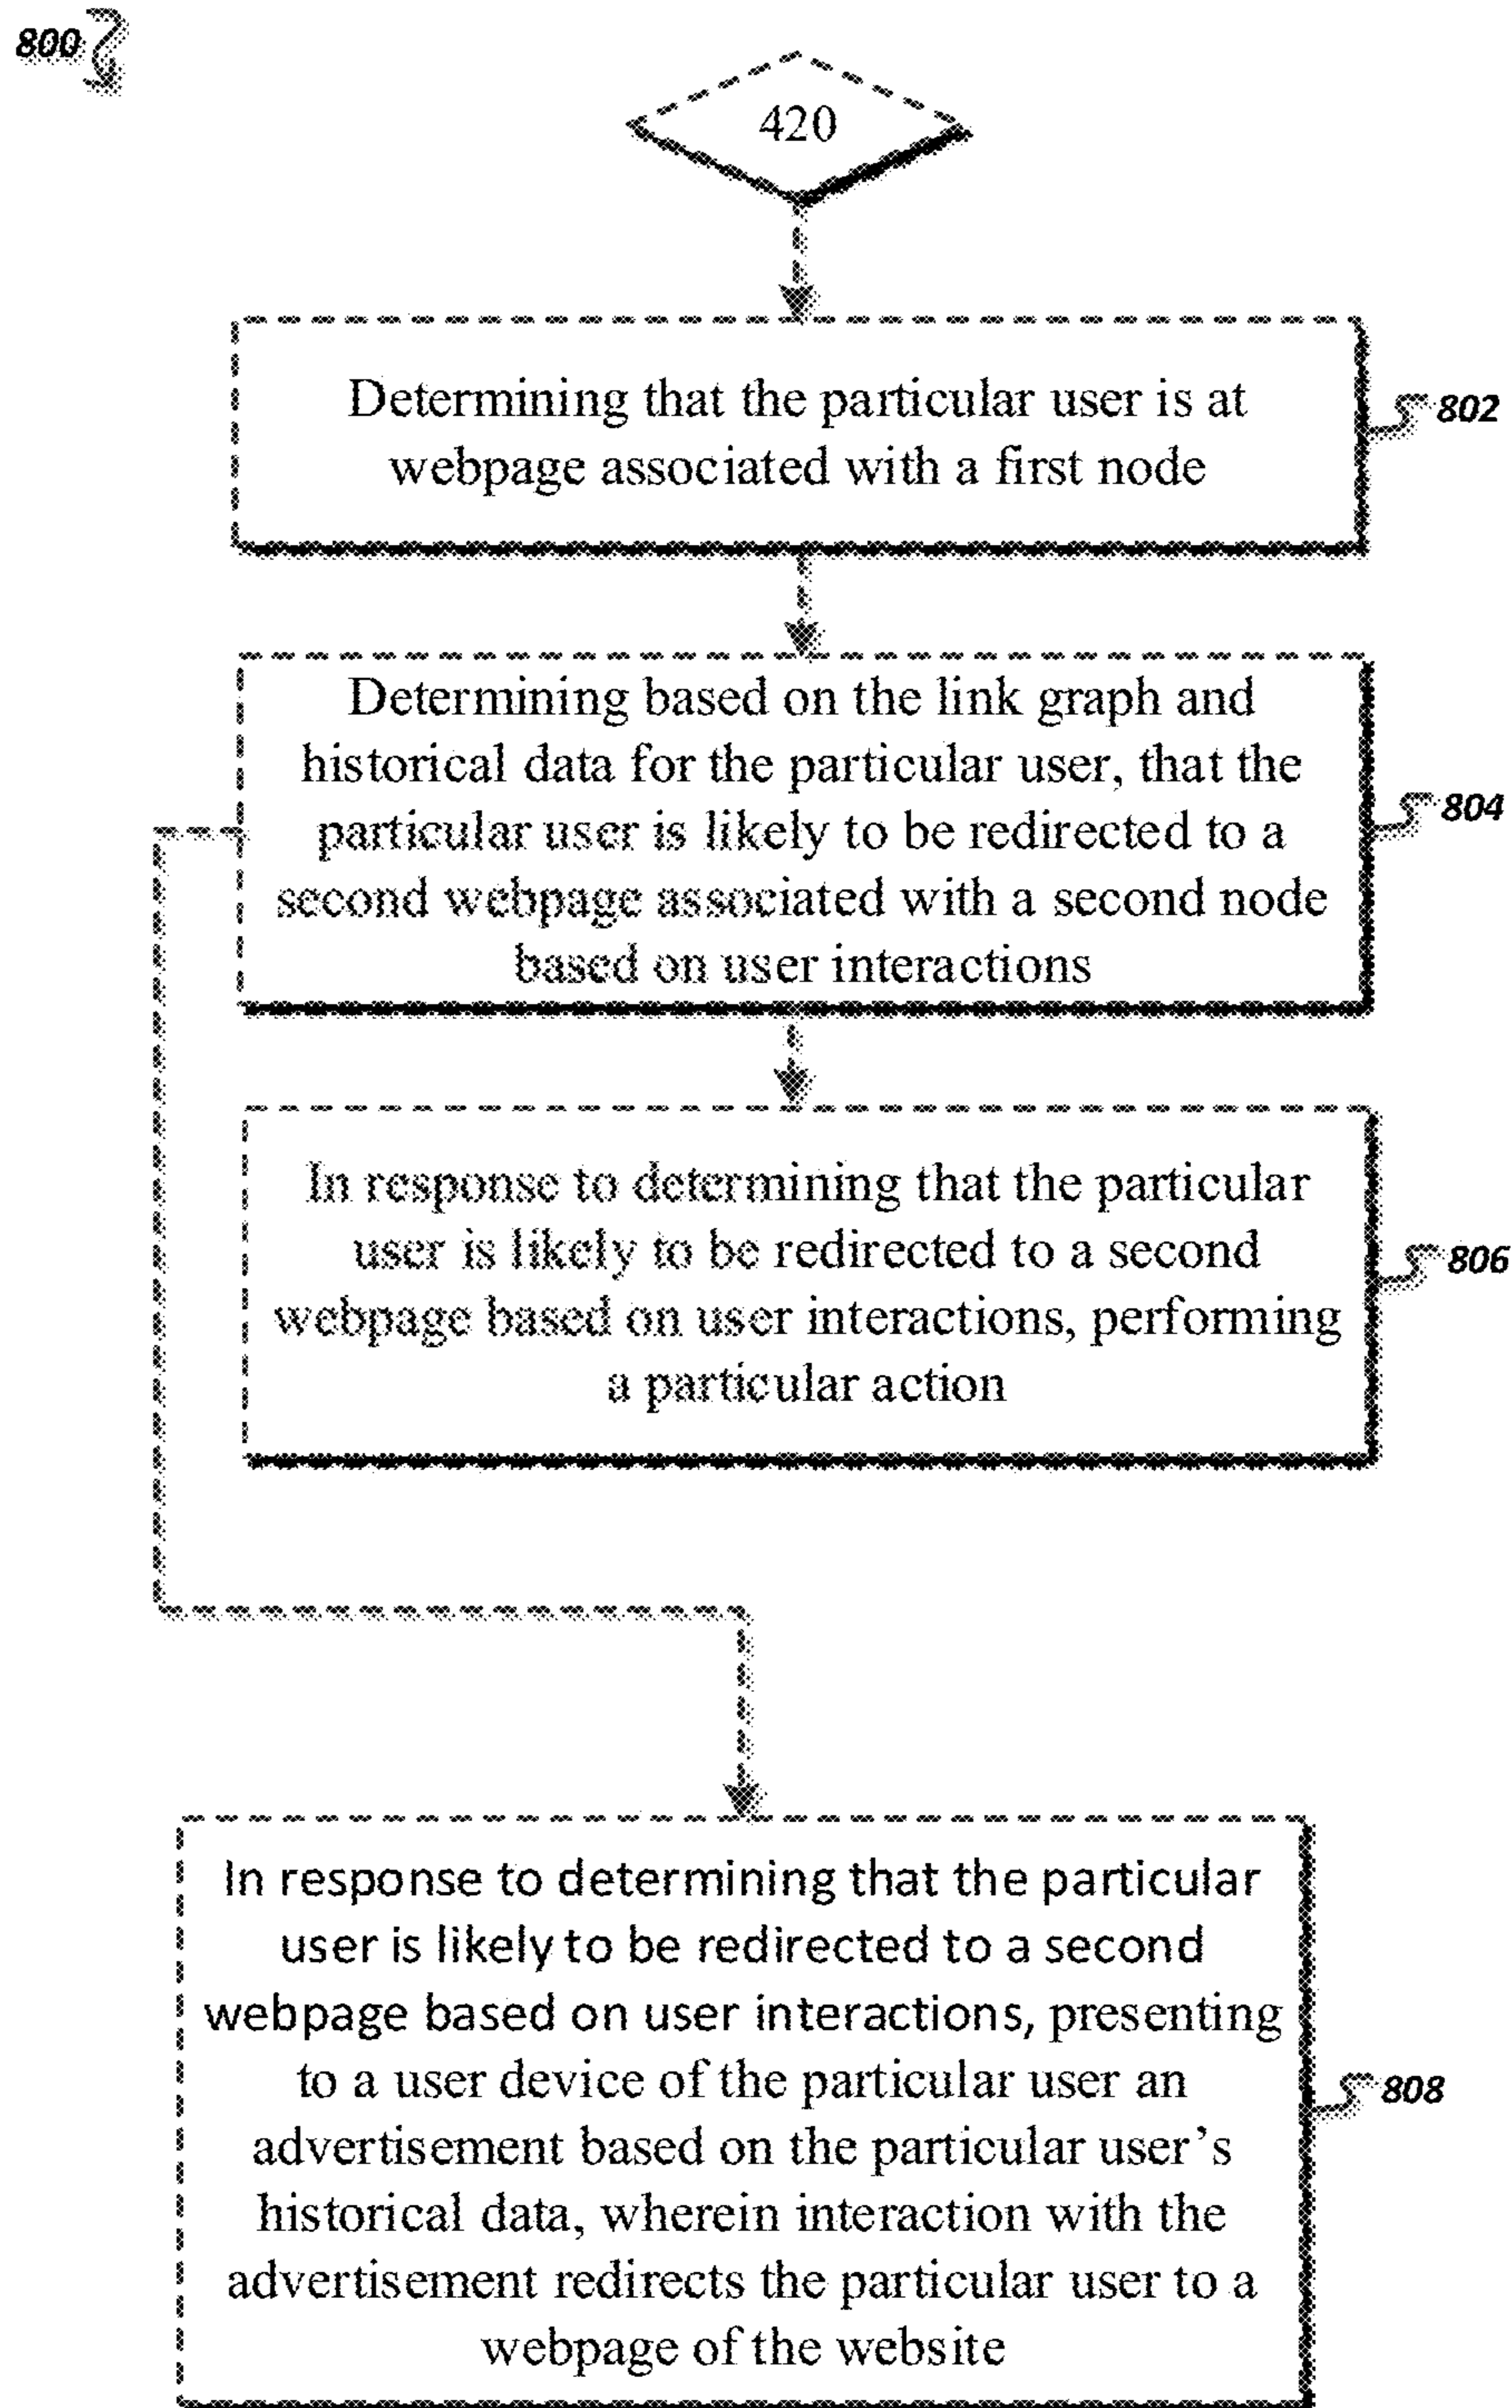 800
420
Determining that the particular user is at
webpage associated with a first node
802
Determining based on the link graph and
historical data for the particular user, that the
particular user is likely to be redirected to a
second webpage associated with a second node
based on user interactions
804
In response to determining that the particular
user is likely to be redirected to a second
webpage based on user interactions, performing
a particular action
806
In response to determining that the particular
user is likely to be redirected to a second
webpage based on user interactions, presenting
to a user device of the particular user an
advertisement based on the particular user's
historical data, wherein interaction with the
advertisement redirects the particular user to a
webpage of the website
808